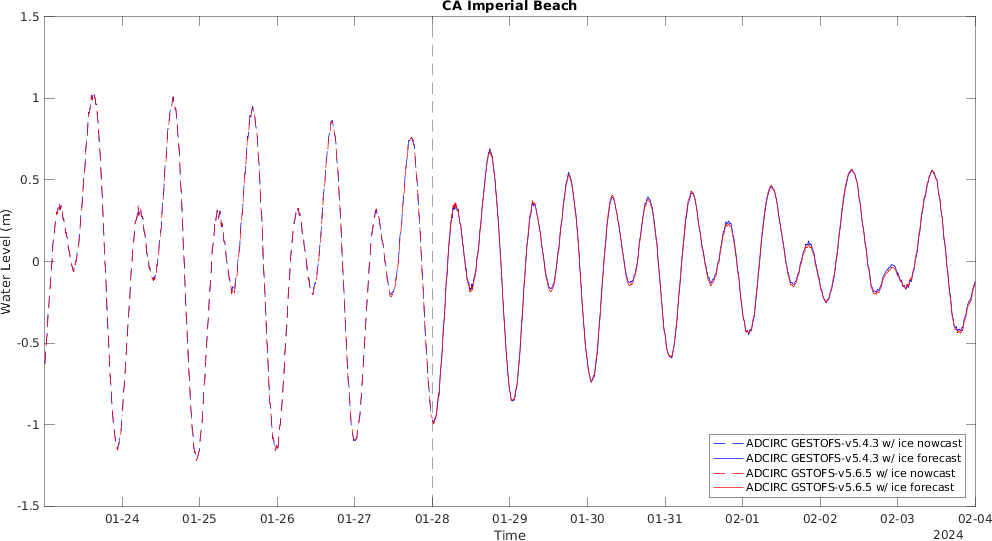 CA Imperial Beach
1.5
1
0.5
0
-0.5
-1
-1.5
Water Level (m)
01-24 01-25 01-26 01-27 01-28 01-29 01-30 01-31 02-01 02-02 02-03 02-04
Time
2024
ADCIRC GESTOFS-v5.4.3 w/ ice nowcast
ADCIRC GESTOFS-v5.4.3 w/ ice forecast
ADCIRC GSTOFS-v5.6.5 w/ ice nowcast
ADCIRC GSTOFS-v5.6.5 w/ ice forecast